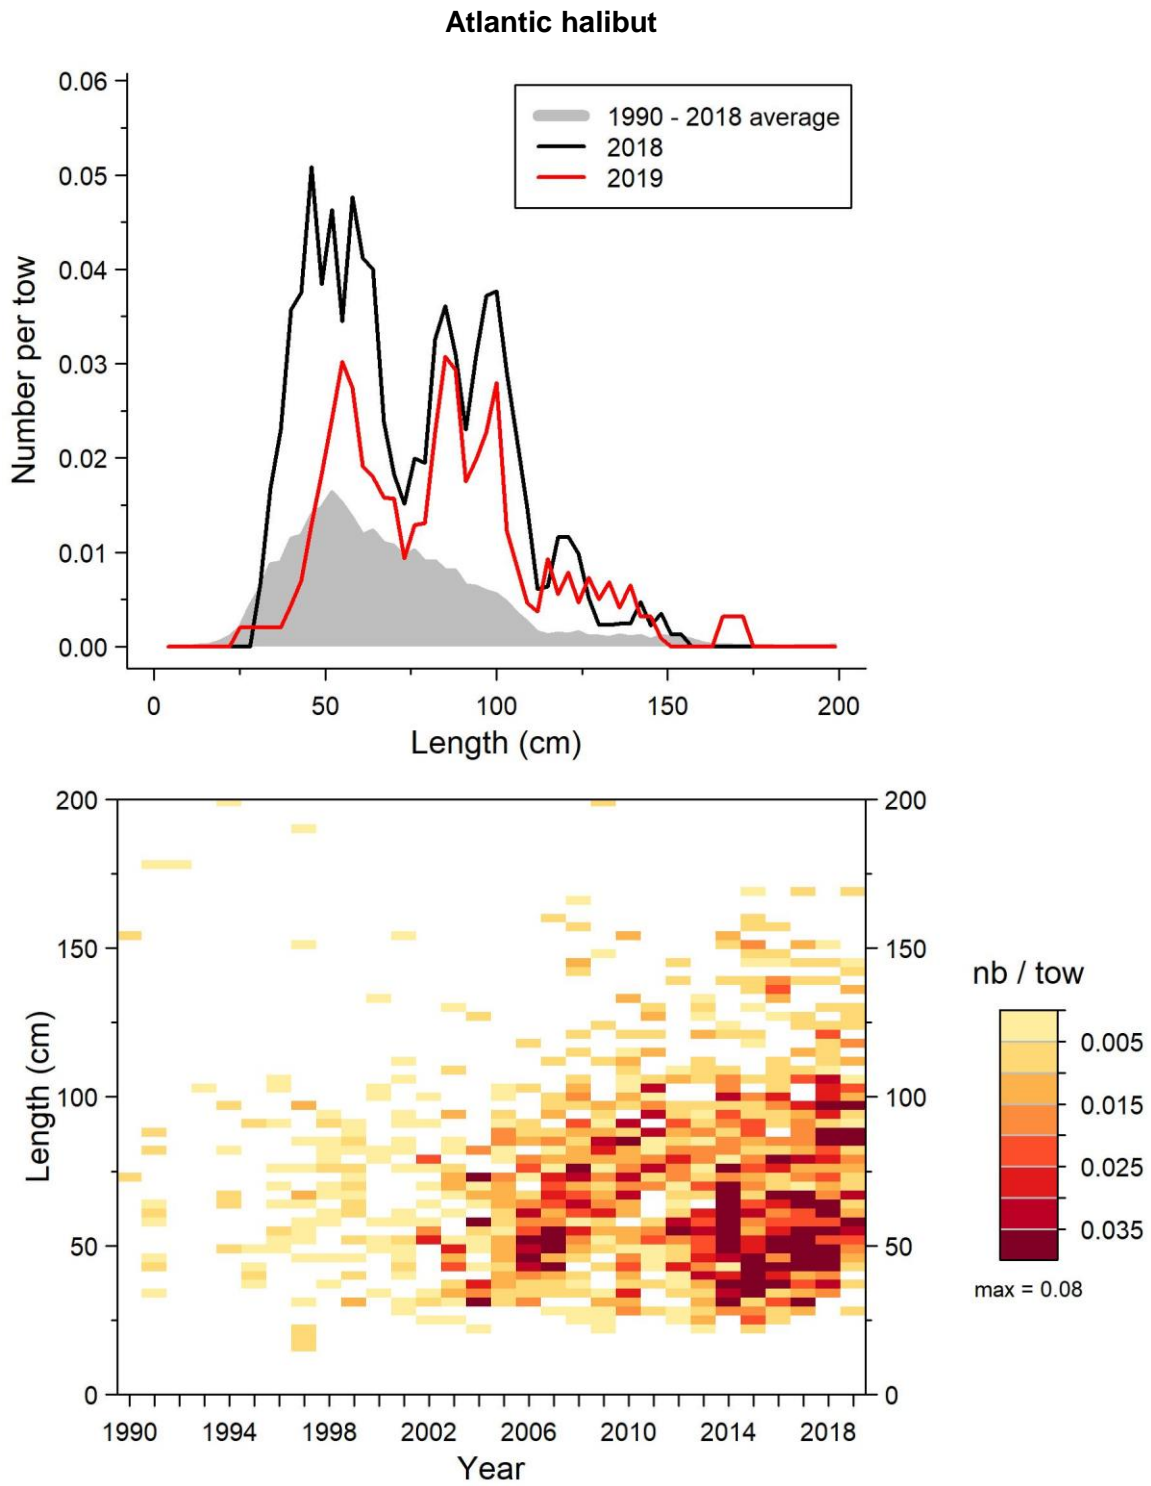 Atlantic halibut
0.06
0.05
0.04
0.03
0.02
0.01
0.00
Number per tow
1990 - 2018 average
2018
2019
0 50 100 150 200
Length (cm)
200
150
100
50
0
Length (cm)
200
150
100
50
0
1990 1994 1998 2002 2006 2010 2014 2018
Year
nb / tow
0.005
0.015
0.025
0.035
max = 0.08